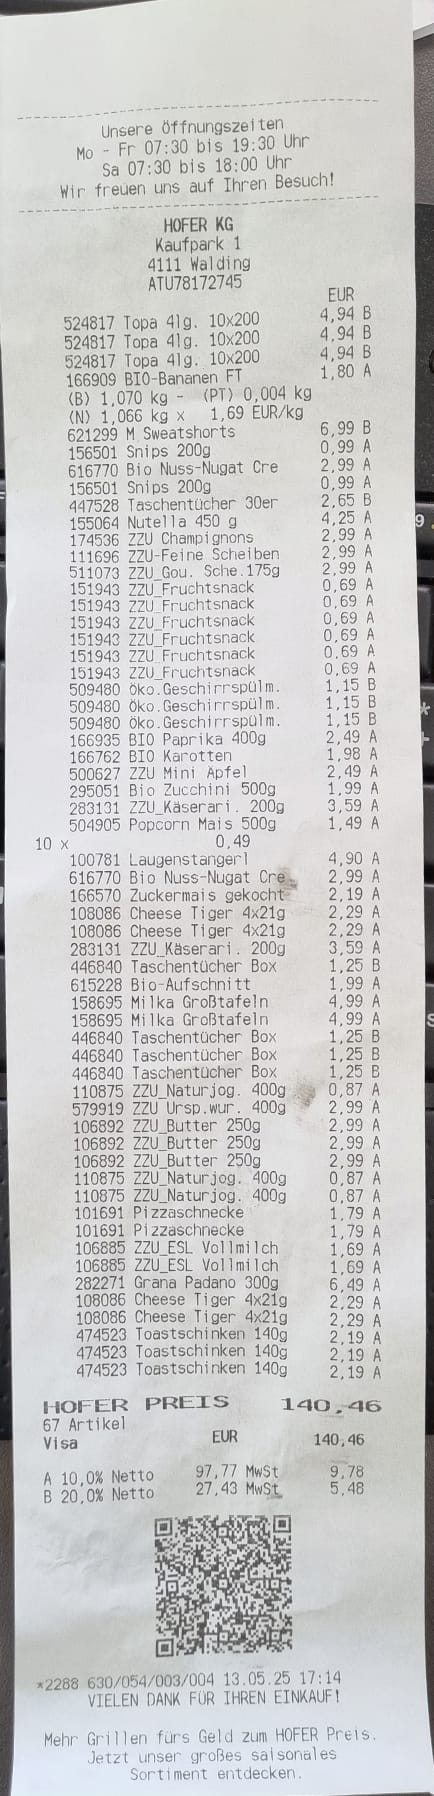 Unsere Öffnungszeiten
Mo - Fr 07:30 bis 19:30 Uhr
Sa 07:30 bis 18:00 Uhr
Wir freuen uns auf Ihren Besuch!
HOFER KG
Kaufpark 1
4111 Walding
ATU78172745
EUR
524817 Topa 4lg. 10x200 4,94 B
524817 Topa 4lg. 10x200 4,94 B
524817 Topa 4lg. 10x200 4,94 B
166909 BIO-Bananen FT 1,80 A
(B) 1,070 kg - (PT) 0,004 kg
(N) 1,066 kg x 1,69 EUR/kg
621299 M Sweatshorts 6,99 B
156501 Snips 200g 0,99 A
616770 Bio Nuss-Nugat Cre 2,99 A
156501 Snips 200g 0,99 A
447528 Taschentücher 30er 2,65 B
155064 Nutella 450 g 4,25 A
174536 ZZU Champignons 2,99 A
111696 ZZU-Feine Scheiben 2,99 A
511073 ZZU_Gou. Sche.175g 2,99 A
151943 ZZU_Fruchtsnack 0,69 A
151943 ZZU_Fruchtsnack 0,69 A
151943 ZZU_Fruchtsnack 0,69 A
151943 ZZU_Fruchtsnack 0,69 A
151943 ZZU_Fruchtsnack 0,69 A
151943 ZZU_Fruchtsnack 0,69 A
509480 Öko.Geschirrspülm. 1,15 B
509480 Öko.Geschirrspülm. 1,15 B
509480 Öko.Geschirrspülm. 1,15 B
166935 BIO Paprika 400g 2,49 A
166762 BIO Karotten 1,98 A
500627 ZZU Mini Apfel 2,49 A
295051 Bio Zucchini 500g 1,99 A
283131 ZZU_Käserari. 200g 3,59 A
504905 Popcorn Mais 500g 1,49 A
10 x 0,49
100781 Laugenstangerl 4,90 A
616770 Bio Nuss-Nugat Cre 2,99 A
166570 Zuckermais gekocht 2,19 A
108086 Cheese Tiger 4x21g 2,29 A
108086 Cheese Tiger 4x21g 2,29 A
283131 ZZU_Käserari. 200g 3,59 A
446840 Taschentücher Box 1,25 B
615228 Bio-Aufschnitt 1,99 A
158695 Milka Großtafeln 4,99 A
158695 Milka Großtafeln 4,99 A
446840 Taschentücher Box 1,25 B
446840 Taschentücher Box 1,25 B
446840 Taschentücher Box 1,25 B
110875 ZZU_Naturjog. 400g 0,87 A
579919 ZZU Ursp.wur. 400g 2,99 A
106892 ZZU_Butter 250g 2,99 A
106892 ZZU_Butter 250g 2,99 A
106892 ZZU_Butter 250g 2,99 A
110875 ZZU_Naturjog. 400g 0,87 A
110875 ZZU_Naturjog. 400g 0,87 A
101691 Pizzaschnecke 1,79 A
101691 Pizzaschnecke 1,79 A
106885 ZZU_ESL Vollmilch 1,69 A
106885 ZZU_ESL Vollmilch 1,69 A
282271 Grana Padano 300g 6,49 A
108086 Cheese Tiger 4x21g 2,29 A
108086 Cheese Tiger 4x21g 2,29 A
474523 Toastschinken 140g 2,19 A
474523 Toastschinken 140g 2,19 A
474523 Toastschinken 140g 2,19 A
HOFER PREIS 140,46
67 Artikel
Visa EUR 140,46
A 10,0% Netto 97,77 MwSt 9,78
B 20,0% Netto 27,43 MwSt 5,48
*2288 630/054/003/004 13.05.25 17:14
VIELEN DANK FÜR IHREN EINKAUF!
Mehr Grillen fürs Geld zum HOFER Preis.
Jetzt unser großes saisonales
Sortiment entdecken.